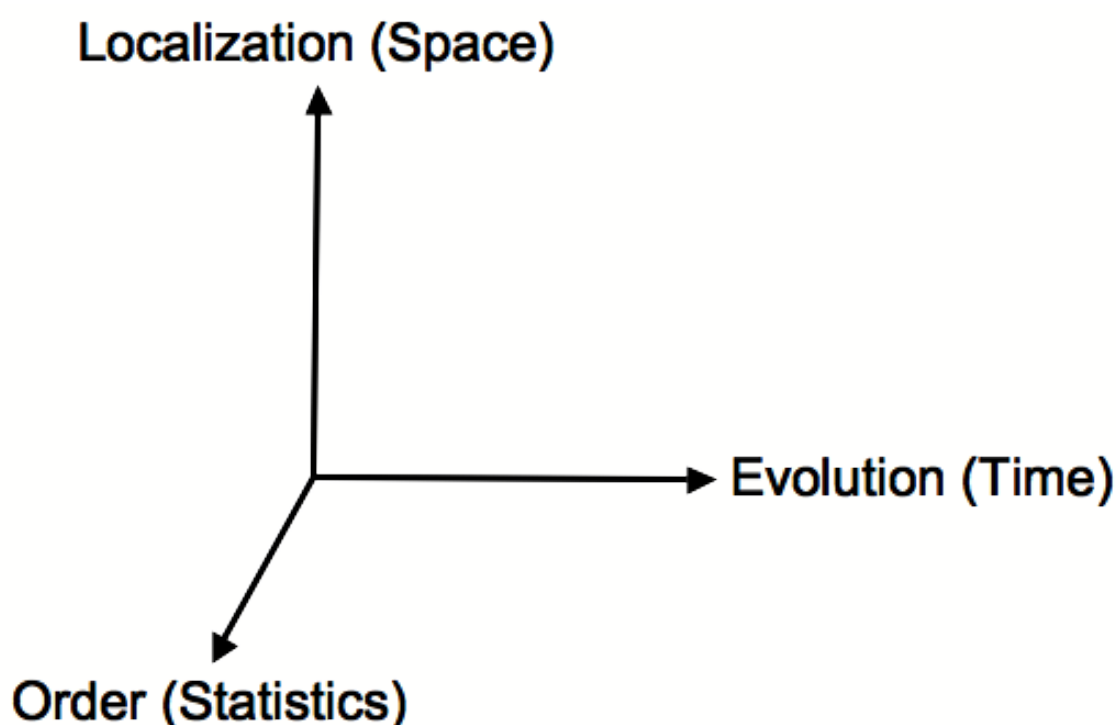 Localization (Space)
Evolution (Time)
Order (Statistics)